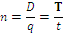 n = D/q = T/t